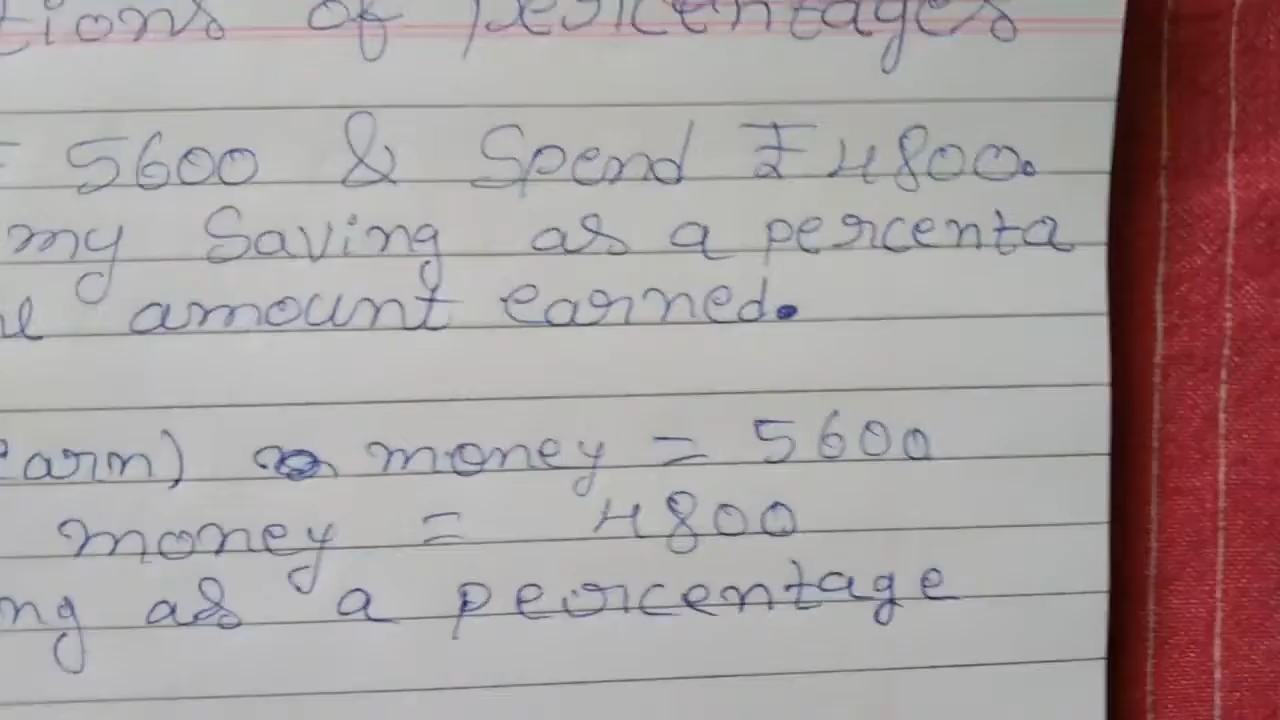 tions of percentages
= 5600 & Spend ₹ 4800.
my Saving as a percenta
amount earned.
earn) money = 5600
money = 4800
ng as a percentage